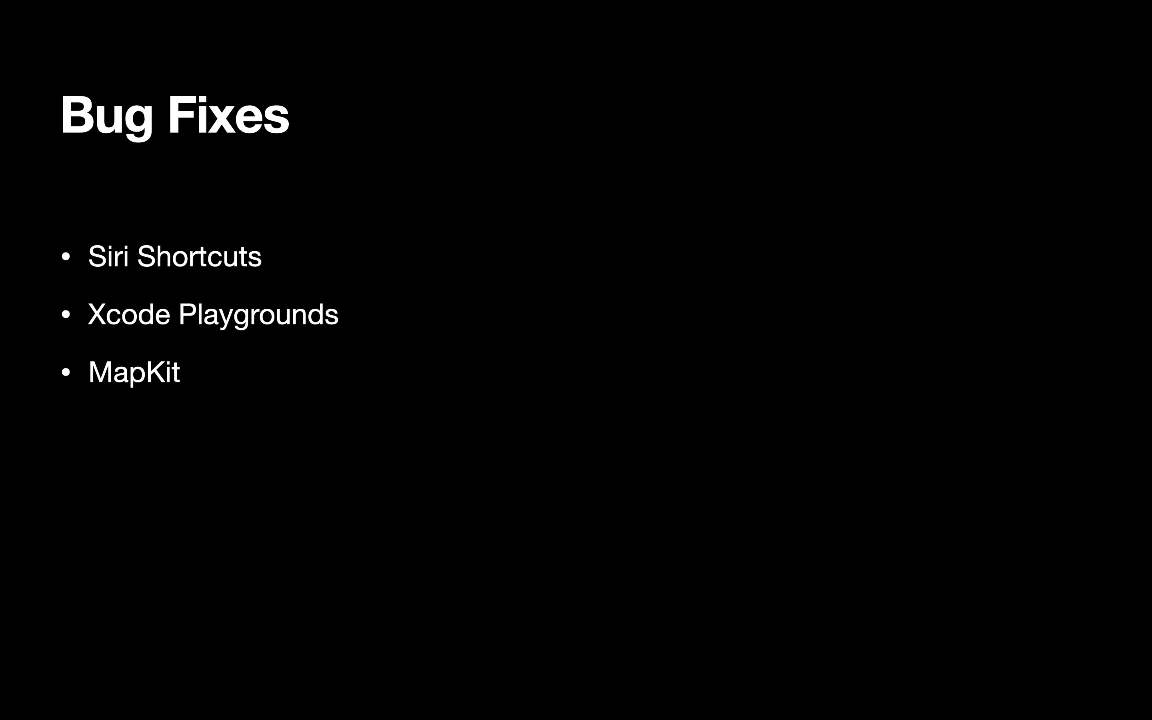 Bug Fixes
• Siri Shortcuts
• Xcode Playgrounds
• MapKit